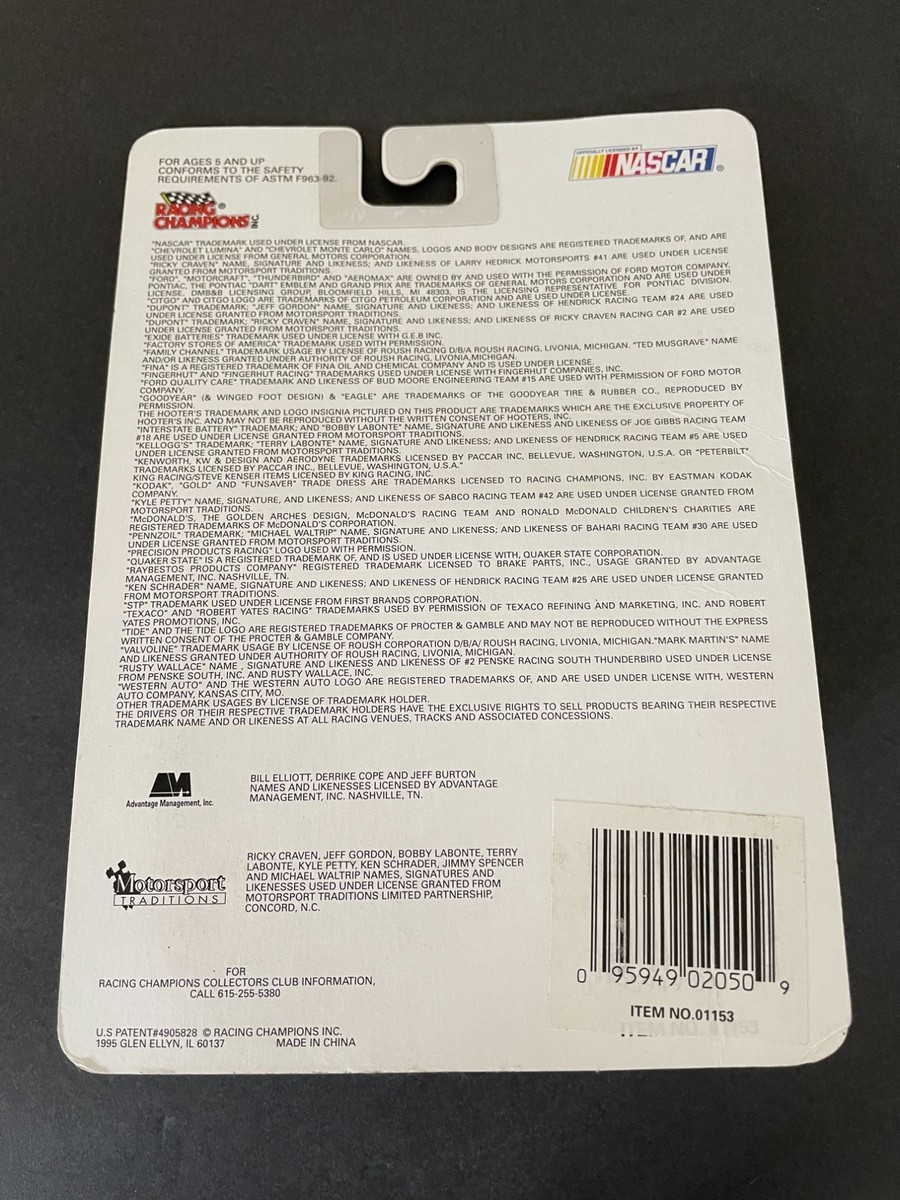 FOR AGES 5 AND UP
CONFORMS TO THE SAFETY
REQUIREMENTS OF ASTM F963-92.
OFFICIALLY LICENSED BY
NASCAR®
RACING®
CHAMPIONS INC.
"NASCAR" TRADEMARK USED UNDER LICENSE FROM NASCAR.
"CHEVROLET LUMINA" AND "CHEVROLET MONTE CARLO" NAMES, LOGOS AND BODY DESIGNS ARE REGISTERED TRADEMARKS OF, AND ARE
USED UNDER LICENSE FROM GENERAL MOTORS CORPORATION.
"RICKY CRAVEN" NAME, SIGNATURE AND LIKENESS; AND LIKENESS OF LARRY HEDRICK MOTORSPORTS #41 ARE USED UNDER LICENSE
GRANTED FROM MOTORSPORT TRADITIONS.
"FORD", "MOTORCRAFT", "THUNDERBIRD" AND "AEROMAX" ARE OWNED BY AND USED WITH THE PERMISSION OF FORD MOTOR COMPANY.
PONTIAC, THE PONTIAC "DART" EMBLEM AND GRAND PRIX ARE TRADEMARKS OF GENERAL MOTORS CORPORATION AND ARE USED UNDER
LICENSE. DMB&B LICENSING GROUP, BLOOMFIELD HILLS, MI 48303, IS THE LICENSING REPRESENTATIVE FOR PONTIAC DIVISION.
"CITGO" AND CITGO LOGO ARE TRADEMARKS OF CITGO PETROLEUM CORPORATION AND ARE USED UNDER LICENSE.
"DUPONT" TRADEMARK; "JEFF GORDON" NAME, SIGNATURE AND LIKENESS; AND LIKENESS OF HENDRICK RACING TEAM #24 ARE USED
UNDER LICENSE GRANTED FROM MOTORSPORT TRADITIONS.
"DUPONT" TRADEMARK; "RICKY CRAVEN" NAME, SIGNATURE AND LIKENESS; AND LIKENESS OF RICKY CRAVEN RACING CAR #2 ARE USED
UNDER LICENSE GRANTED FROM MOTORSPORT TRADITIONS.
"EXIDE BATTERIES" TRADEMARK USED UNDER LICENSE WITH G.E.B INC.
"FACTORY STORES OF AMERICA" TRADEMARK USED WITH PERMISSION.
"FAMILY CHANNEL" TRADEMARK USAGE BY LICENSE OF ROUSH RACING D/B/A ROUSH RACING, LIVONIA, MICHIGAN. "TED MUSGRAVE" NAME
AND/OR LIKENESS GRANTED UNDER AUTHORITY OF ROUSH RACING, LIVONIA,MICHIGAN.
"FINA" IS A REGISTERED TRADEMARK OF FINA OIL AND CHEMICAL COMPANY AND IS USED UNDER LICENSE.
"FINGERHUT" AND "FINGERHUT RACING" TRADEMARKS USED UNDER LICENSE WITH FINGERHUT COMPANIES, INC.
"FORD QUALITY CARE" TRADEMARK AND LIKENESS OF BUD MOORE ENGINEERING TEAM #15 ARE USED WITH PERMISSION OF FORD MOTOR
COMPANY.
"GOODYEAR" (& WINGED FOOT DESIGN) & "EAGLE" ARE TRADEMARKS OF THE GOODYEAR TIRE & RUBBER CO., REPRODUCED BY
PERMISSION.
THE HOOTER'S TRADEMARK AND LOGO INSIGNIA PICTURED ON THIS PRODUCT ARE TRADEMARKS WHICH ARE THE EXCLUSIVE PROPERTY OF
HOOTER'S INC. AND MAY NOT BE REPRODUCED WITHOUT THE WRITTEN CONSENT OF HOOTERS, INC.
"INTERSTATE BATTERY" TRADEMARK; AND "BOBBY LABONTE" NAME, SIGNATURE AND LIKENESS AND LIKENESS OF JOE GIBBS RACING TEAM
#18 ARE USED UNDER LICENSE GRANTED FROM MOTORSPORT TRADITIONS.
"KELLOGG'S" TRADEMARK; "TERRY LABONTE" NAME, SIGNATURE AND LIKENESS; AND LIKENESS OF HENDRICK RACING TEAM #5 ARE USED
UNDER LICENSE GRANTED FROM MOTORSPORT TRADITIONS.
"KENWORTH, KW & DESIGN AND AERODYNE TRADEMARKS LICENSED BY PACCAR INC, BELLEVUE, WASHINGTON, U.S.A. OR "PETERBILT"
TRADEMARKS LICENSED BY PACCAR INC., BELLEVUE, WASHINGTON, U.S.A."
KING RACING/STEVE KENSER ITEMS LICENSED BY KING RACING, INC.
"KODAK", "GOLD" AND "FUNSAVER" TRADE DRESS ARE TRADEMARKS LICENSED TO RACING CHAMPIONS, INC. BY EASTMAN KODAK
COMPANY.
"KYLE PETTY" NAME, SIGNATURE, AND LIKENESS; AND LIKENESS OF SABCO RACING TEAM #42 ARE USED UNDER LICENSE GRANTED FROM
MOTORSPORT TRADITIONS.
"McDONALD'S, THE GOLDEN ARCHES DESIGN, McDONALD'S RACING TEAM AND RONALD McDONALD CHILDREN'S CHARITIES ARE
REGISTERED TRADEMARKS OF McDONALD'S CORPORATION.
"PENNZOIL" TRADEMARK; "MICHAEL WALTRIP" NAME, SIGNATURE AND LIKENESS; AND LIKENESS OF BAHARI RACING TEAM #30 ARE USED
UNDER LICENSE GRANTED FROM MOTORSPORT TRADITIONS.
"PRECISION PRODUCTS RACING" LOGO USED WITH PERMISSION.
"QUAKER STATE" IS A REGISTERED TRADEMARK OF, AND IS USED UNDER LICENSE WITH, QUAKER STATE CORPORATION.
"RAYBESTOS PRODUCTS COMPANY" REGISTERED TRADEMARK LICENSED TO BRAKE PARTS, INC., USAGE GRANTED BY ADVANTAGE
MANAGEMENT, INC. NASHVILLE, TN.
"KEN SCHRADER" NAME, SIGNATURE AND LIKENESS; AND LIKENESS OF HENDRICK RACING TEAM #25 ARE USED UNDER LICENSE GRANTED
FROM MOTORSPORT TRADITIONS.
"STP" TRADEMARK USED UNDER LICENSE FROM FIRST BRANDS CORPORATION.
"TEXACO" AND "ROBERT YATES RACING" TRADEMARKS USED BY PERMISSION OF TEXACO REFINING AND MARKETING, INC. AND ROBERT
YATES PROMOTIONS, INC.
"TIDE" AND THE TIDE LOGO ARE REGISTERED TRADEMARKS OF PROCTER & GAMBLE AND MAY NOT BE REPRODUCED WITHOUT THE EXPRESS
WRITTEN CONSENT OF THE PROCTER & GAMBLE COMPANY.
"VALVOLINE" TRADEMARK USAGE BY LICENSE OF ROUSH CORPORATION D/B/A/ ROUSH RACING, LIVONIA, MICHIGAN."MARK MARTIN'S" NAME
AND LIKENESS GRANTED UNDER AUTHORITY OF ROUSH RACING, LIVONIA, MICHIGAN.
"RUSTY WALLACE" NAME , SIGNATURE AND LIKENESS AND LIKENESS OF #2 PENSKE RACING SOUTH THUNDERBIRD USED UNDER LICENSE
FROM PENSKE SOUTH, INC. AND RUSTY WALLACE, INC.
"WESTERN AUTO" AND THE WESTERN AUTO LOGO ARE REGISTERED TRADEMARKS OF, AND ARE USED UNDER LICENSE WITH, WESTERN
AUTO COMPANY, KANSAS CITY, MO.
OTHER TRADEMARK USAGES BY LICENSE OF TRADEMARK HOLDER.
THE DRIVERS OR THEIR RESPECTIVE TRADEMARK HOLDERS HAVE THE EXCLUSIVE RIGHTS TO SELL PRODUCTS BEARING THEIR RESPECTIVE
TRADEMARK NAME AND OR LIKENESS AT ALL RACING VENUES, TRACKS AND ASSOCIATED CONCESSIONS.
AM
Advantage Management, Inc.
BILL ELLIOTT, DERRIKE COPE AND JEFF BURTON
NAMES AND LIKENESSES LICENSED BY ADVANTAGE
MANAGEMENT, INC. NASHVILLE, TN.
Motorsport
TRADITIONS
RICKY CRAVEN, JEFF GORDON, BOBBY LABONTE, TERRY
LABONTE, KYLE PETTY, KEN SCHRADER, JIMMY SPENCER
AND MICHAEL WALTRIP NAMES, SIGNATURES AND
LIKENESSES USED UNDER LICENSE GRANTED FROM
MOTORSPORT TRADITIONS LIMITED PARTNERSHIP,
CONCORD, N.C.
FOR
RACING CHAMPIONS COLLECTORS CLUB INFORMATION,
CALL 615-255-5380
U.S PATENT#4905828 © RACING CHAMPIONS INC.
1995 GLEN ELLYN, IL 60137 MADE IN CHINA
0 95949 02050 9
ITEM NO.01153
ITEM NO. 01153